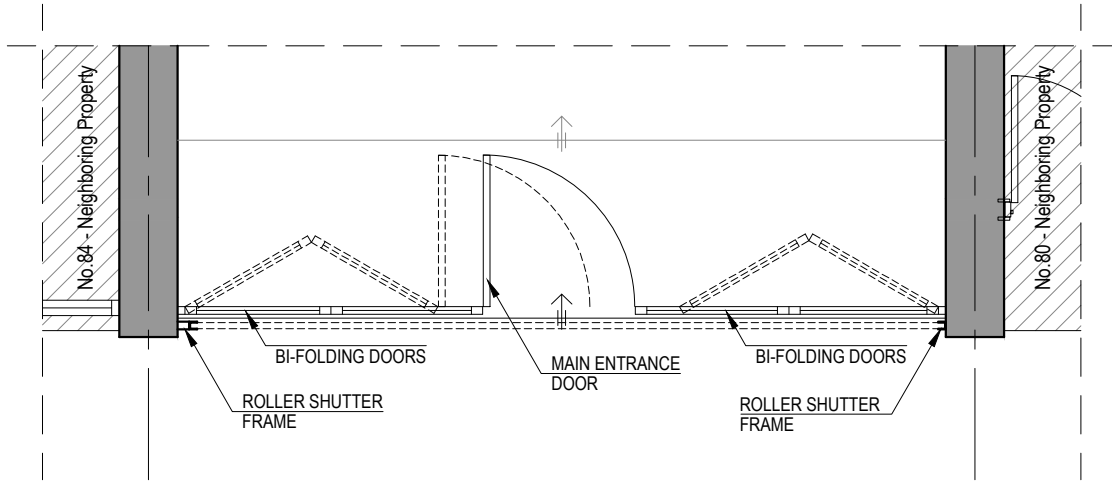 No.84 - Neighboring Property
No.80 - Neighboring Property
BI-FOLDING DOORS
MAIN ENTRANCE
DOOR
BI-FOLDING DOORS
ROLLER SHUTTER
FRAME
ROLLER SHUTTER
FRAME